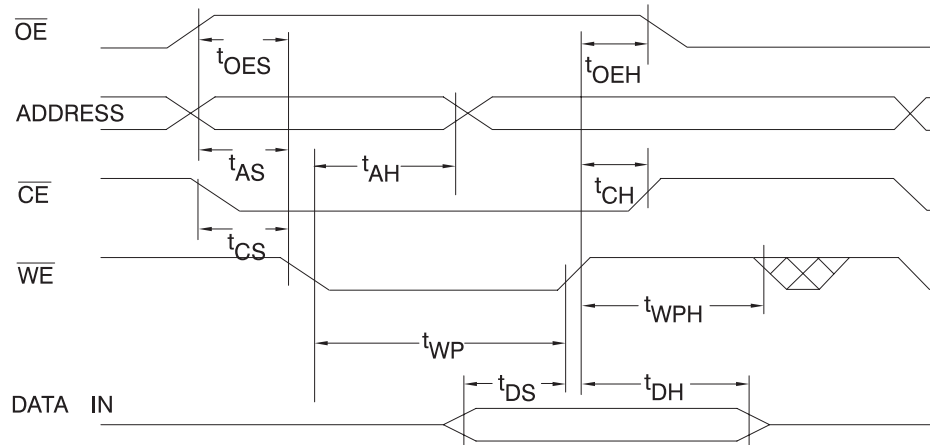 OE
tOES
tOEH
ADDRESS
tAS
tAH
CE
tCH
tCS
WE
tWPH
tWP
tDS
tDH
DATA IN